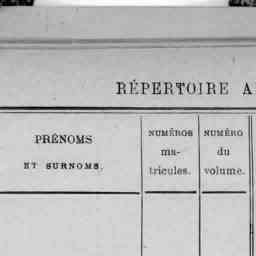 RÉPERTOIRE A
PRÉNOMS
ET SURNOMS.
NUMÉROS
ma-
tricules.
NUMÉRO
du
volume.